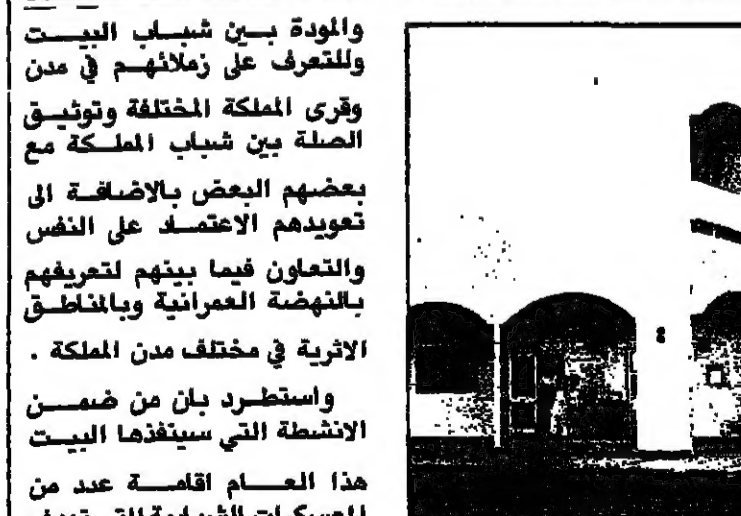 والمودة بين شباب البيت
وللتعرف على زملائهم في مدن
وقرى المملكة المختلفة وتوثيق
الصلة بين شباب المملكة مع
بعضهم البعض بالاضافة الى
تعويدهم الاعتماد على النفس
والتعاون فيما بينهم لتعريفهم
بالنهضة العمرانية وبالمناطق
الاثرية في مختلف مدن المملكة .
واستطرد بان من ضمن
الانشطة التي سينفذها البيت
هذا العام اقامة عدد من